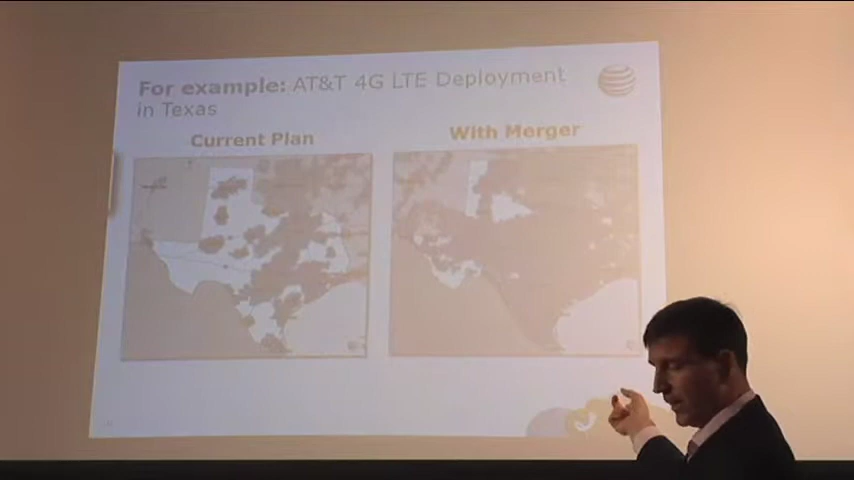 For example: AT&T 4G LTE Deployment
in Texas
Current Plan
With Merger